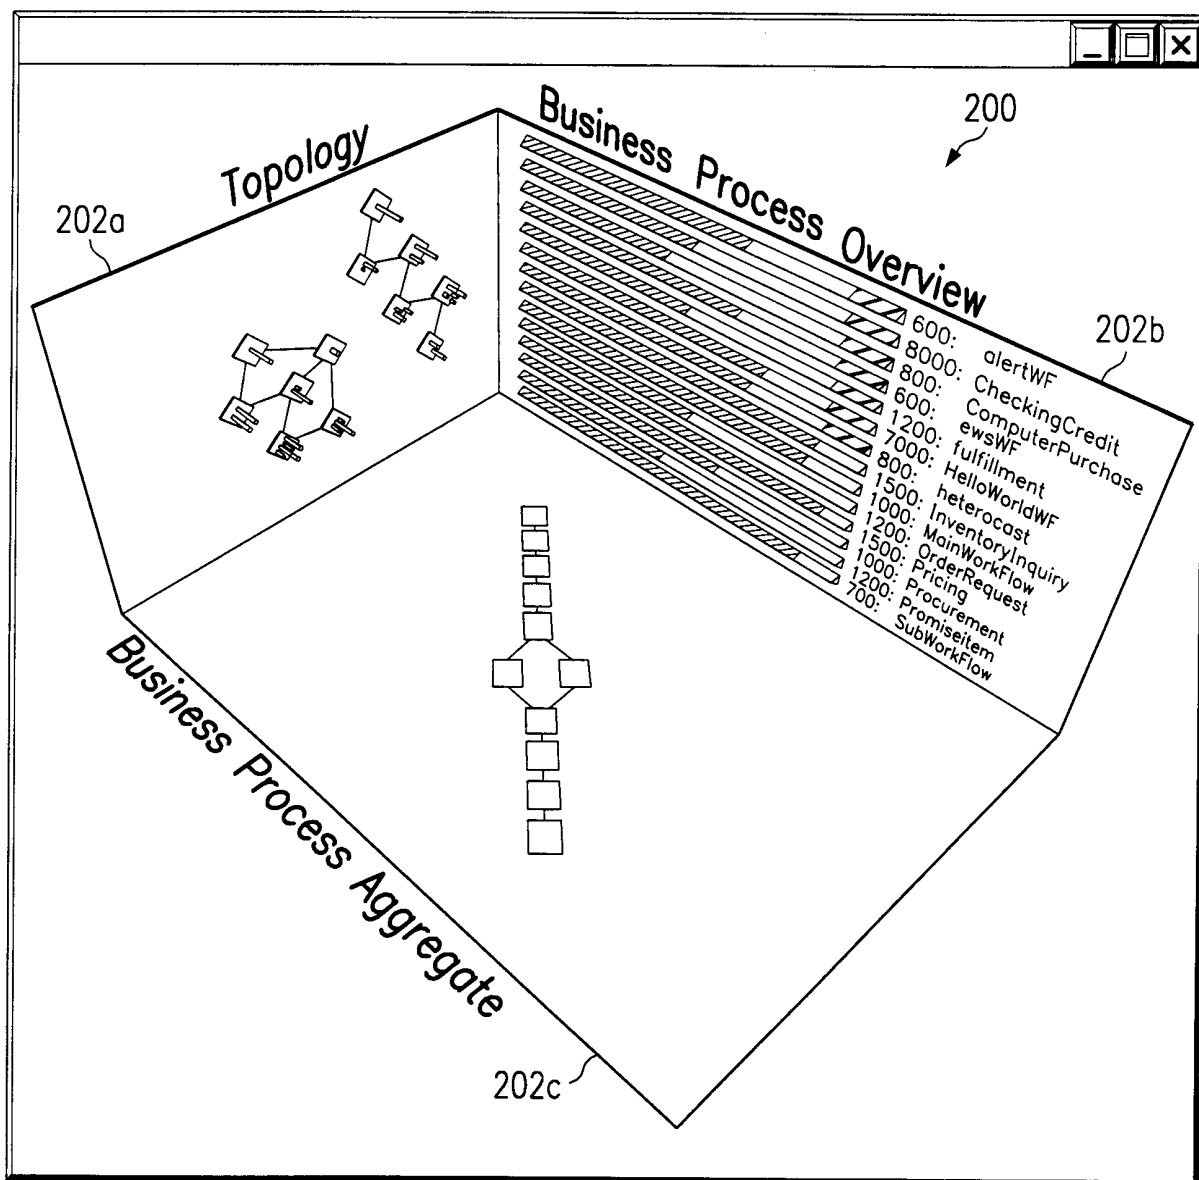 200
Topology
Business Process Overview
202a
202b
600: alertWF
8000: CheckingCredit
800: ComputerPurchase
600: ewsWF
1200: fulfillment
7000: HelloWorldWF
800: heterocast
1500: InventoryInquiry
1000: MainWorkFlow
1200: OrderRequest
1500: Pricing
1000: Procurement
1200: Promiseitem
700: SubWorkFlow
Business Process Aggregate
202c